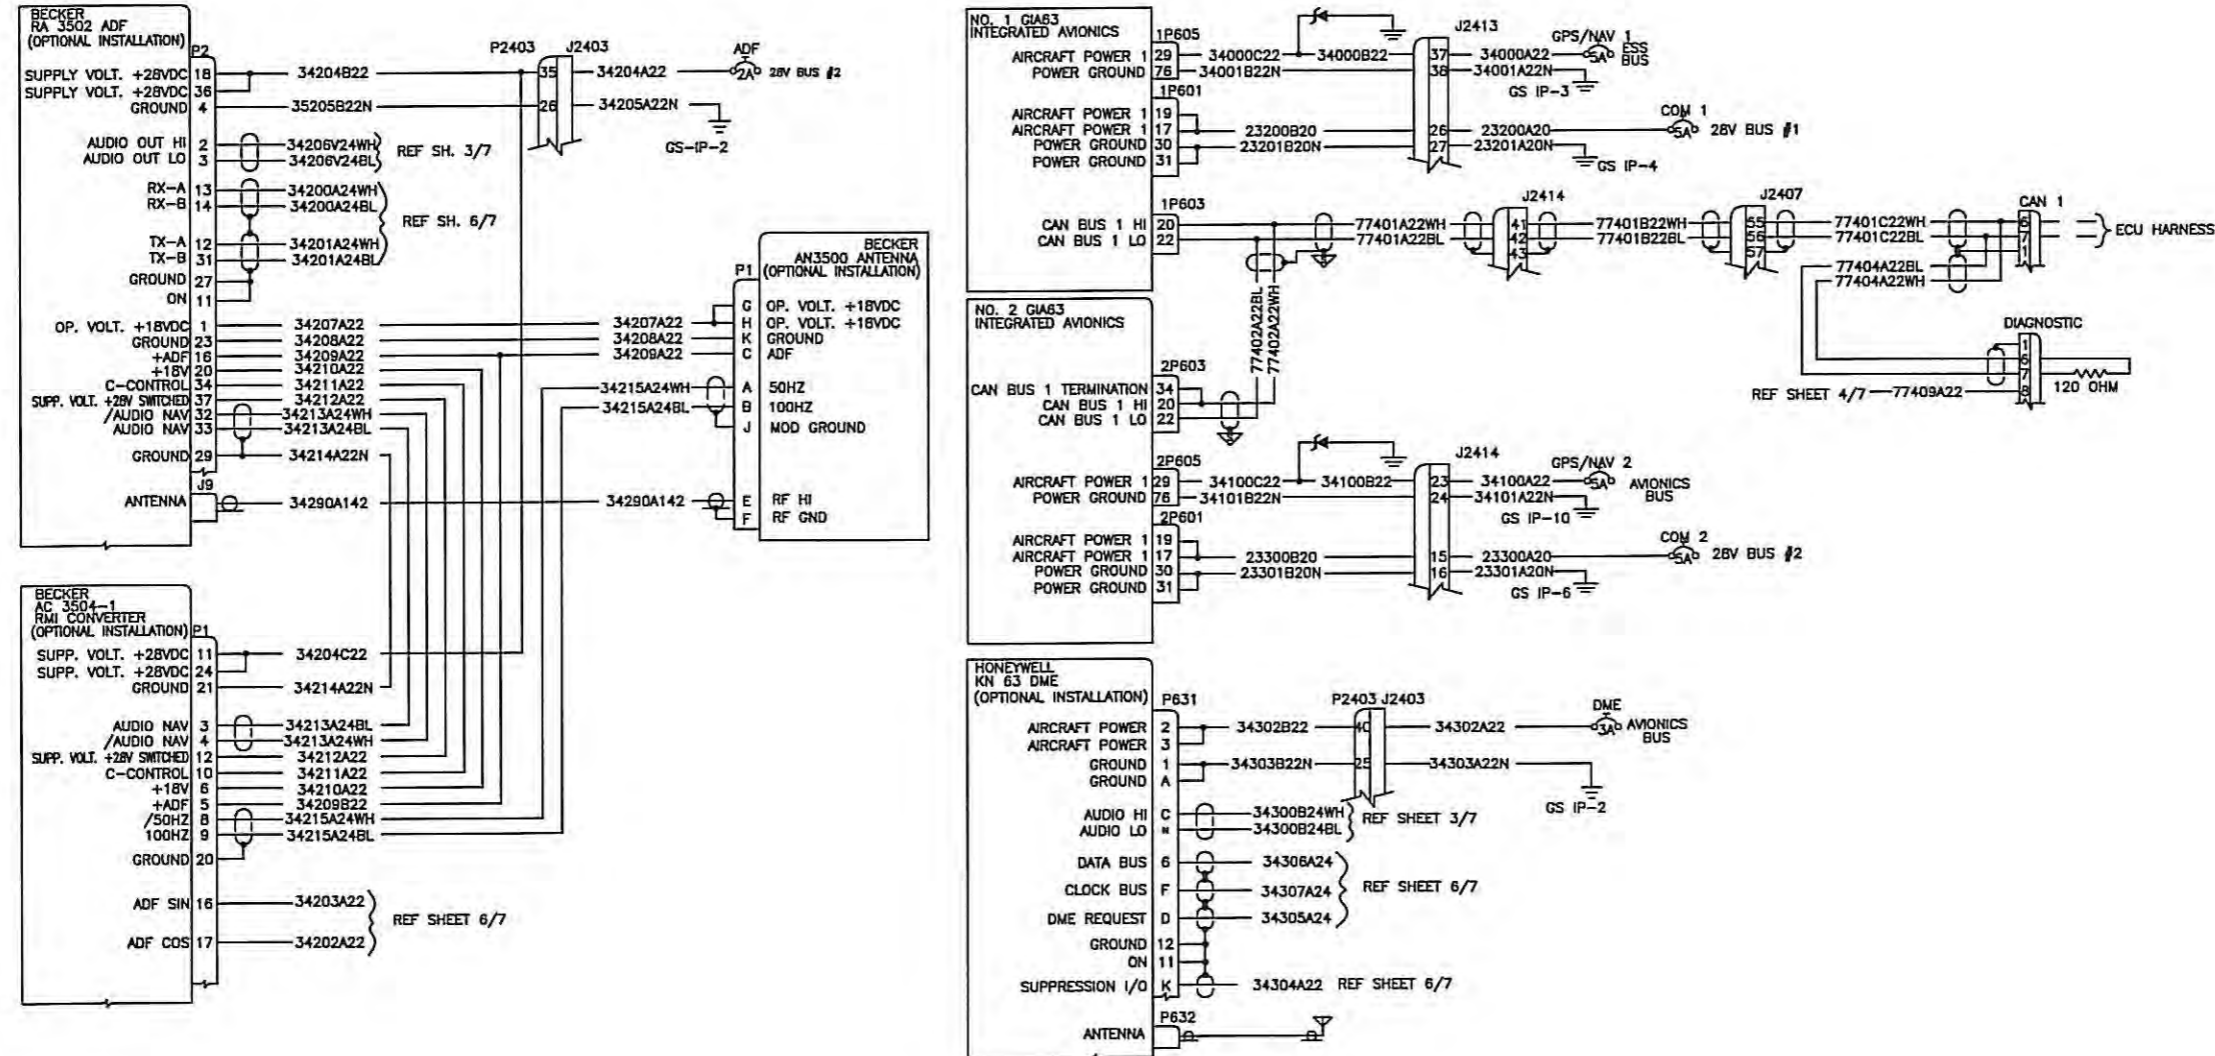 BECKER
RA 3502 ADF
(OPTIONAL INSTALLATION)
P2
SUPPLY VOLT. +28VDC 18 34204B22
SUPPLY VOLT. +28VDC 36
GROUND 4 35205B22N
P2403 J2403
35 34204A22
ADF
2A 28V BUS #2
26 34205A22N
GS-IP-2
AUDIO OUT HI 2 34206V24WH
AUDIO OUT LO 3 34206V24BL
REF SH. 3/7
RX-A 13 34200A24WH
RX-B 14 34200A24BL
REF SH. 6/7
TX-A 12 34201A24WH
TX-B 31 34201A24BL
GROUND 27
ON 11
OP. VOLT. +18VDC 1 34207A22
GROUND 23 34208A22
+ADF 16 34209A22
+18V 20 34210A22
C-CONTROL 34 34211A22
SUPP. VOLT. +28V SWITCHED 37 34212A22
/AUDIO NAV 32 34213A24WH
AUDIO NAV 33 34213A24BL
GROUND 29 34214A22N
J9
ANTENNA 34290A142
BECKER
AN3500 ANTENNA
(OPTIONAL INSTALLATION)
P1
G OP. VOLT. +18VDC
34207A22 H OP. VOLT. +18VDC
34208A22 K GROUND
34209A22 C ADF
34215A24WH A 50HZ
34215A24BL B 100HZ
J MOD GROUND
34290A142 E RF HI
F RF GND
BECKER
AC 3504-1
RMI CONVERTER
(OPTIONAL INSTALLATION)
P1
SUPP. VOLT. +28VDC 11 34204C22
SUPP. VOLT. +28VDC 24
GROUND 21 34214A22N
AUDIO NAV 3 34213A24BL
/AUDIO NAV 4 34213A24WH
SUPP. VOLT. +28V SWITCHED 12 34212A22
C-CONTROL 10 34211A22
+18V 6 34210A22
+ADF 5 34209B22
/50HZ 8 34215A24WH
100HZ 9 34215A24BL
GROUND 20
ADF SIN 16 34203A22
ADF COS 17 34202A22
REF SHEET 6/7
NO. 1 GIA63
INTEGRATED AVIONICS
1P605
AIRCRAFT POWER 1 29 34000C22 34000B22
POWER GROUND 76 34001B22N
J2413
37 34000A22
38 34001A22N
GPS/NAV 1
5A ESS
BUS
GS IP-3
1P601
AIRCRAFT POWER 1 19
AIRCRAFT POWER 1 17 23200B20 26 23200A20
POWER GROUND 30 23201B20N 27 23201A20N
POWER GROUND 31
COM 1
5A 28V BUS #1
GS IP-4
1P603
CAN BUS 1 HI 20 77401A22WH
CAN BUS 1 LO 22 77401A22BL
J2414
41 77401B22WH
42 77401B22BL
43
J2407
55 77401C22WH
56 77401C22BL
57
CAN 1
6
7
1
ECU HARNESS
77404A22BL
77404A22WH
77402A22BL
77402A22WH
DIAGNOSTIC
1
6
7
8
120 OHM
REF SHEET 4/7 77409A22
NO. 2 GIA63
INTEGRATED AVIONICS
2P603
CAN BUS 1 TERMINATION 34
CAN BUS 1 HI 20
CAN BUS 1 LO 22
2P605
AIRCRAFT POWER 1 29 34100C22 34100B22
POWER GROUND 76 34101B22N
J2414
23 34100A22
24 34101A22N
GPS/NAV 2
5A AVIONICS
BUS
GS IP-10
2P601
AIRCRAFT POWER 1 19
AIRCRAFT POWER 1 17 23300B20 15 23300A20
POWER GROUND 30 23301B20N 16 23301A20N
POWER GROUND 31
COM 2
5A 28V BUS #2
GS IP-6
HONEYWELL
KN 63 DME
(OPTIONAL INSTALLATION)
P631
P2403 J2403
AIRCRAFT POWER 2 34302B22 40 34302A22
AIRCRAFT POWER 3
DME
3A AVIONICS
BUS
GROUND 1 34303B22N 25 34303A22N
GROUND A
GS IP-2
AUDIO HI C 34300B24WH
AUDIO LO N 34300B24BL
REF SHEET 3/7
DATA BUS 6 34306A24
CLOCK BUS F 34307A24
DME REQUEST D 34305A24
REF SHEET 6/7
GROUND 12
ON 11
SUPPRESSION I/O K 34304A22 REF SHEET 6/7
P632
ANTENNA